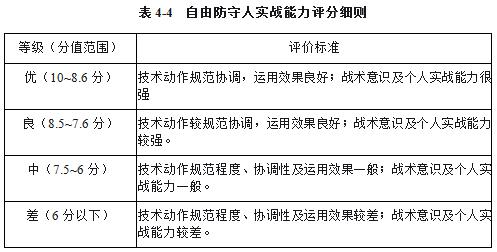 表 4-4 自由防守人实战能力评分细则
等级（分值范围） 评价标准
优（10~8.6 分） 技术动作规范协调，运用效果良好；战术意识及个人实战能力很
强
良（8.5~7.6 分） 技术动作较规范协调，运用效果良好；战术意识及个人实战能力
较强。
中（7.5~6 分） 技术动作规范程度、协调性及运用效果一般；战术意识及个人实
战能力一般。
差（6 分以下） 技术动作规范程度、协调性及运用效果较差；战术意识及个人实
战能力较差。